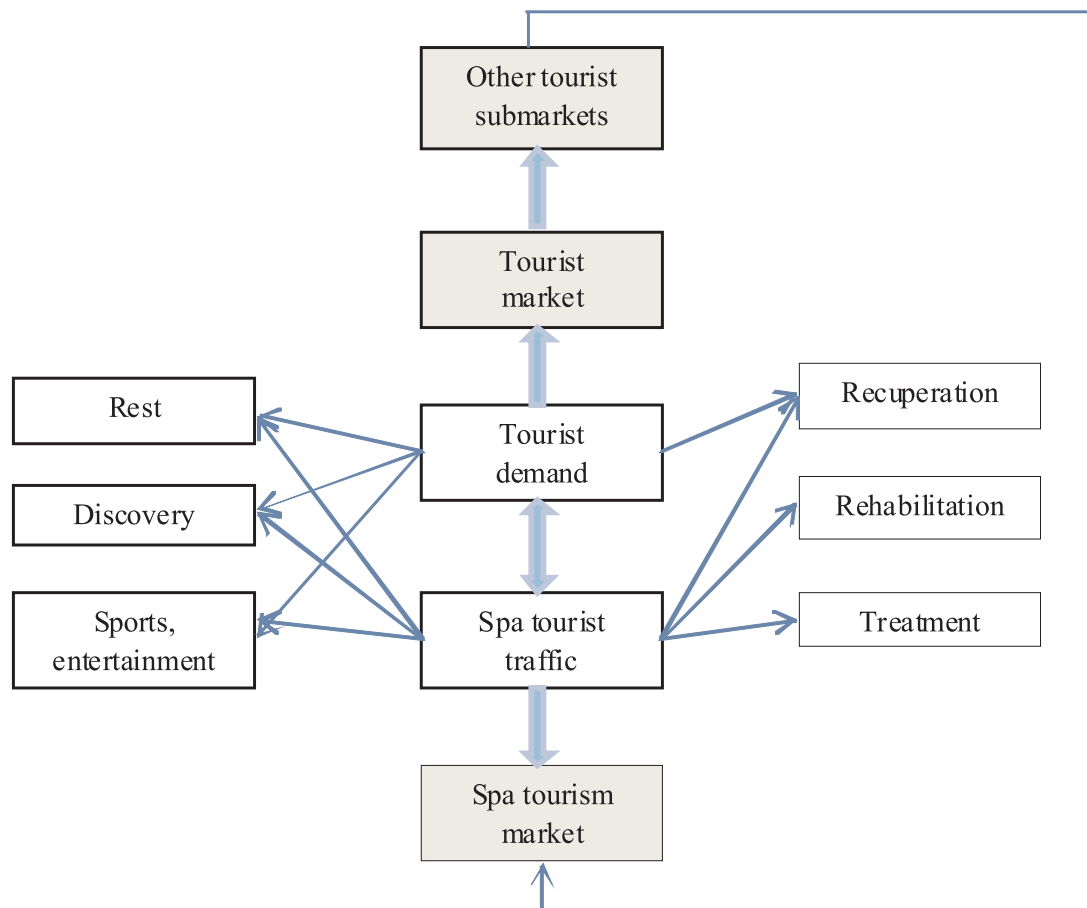 Other tourist
submarkets
Tourist
market
Rest
Tourist
demand
Recuperation
Discovery
Rehabilitation
Sports,
entertainment
Spa tourist
traffic
Treatment
Spa tourism
market